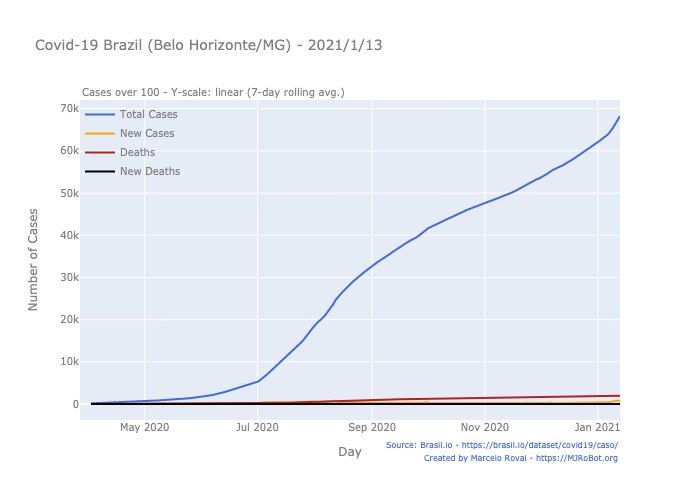 Covid-19 Brazil (Belo Horizonte/MG) - 2021/1/13
Cases over 100 - Y-scale: linear (7-day rolling avg.)
Total Cases
New Cases
Deaths
New Deaths
Number of Cases
70k
60k
50k
40k
30k
20k
10k
0
May 2020
Jul 2020
Sep 2020
Nov 2020
Jan 2021
Day
Source: Brasil.io - https://brasil.io/dataset/covid19/caso/
Created by Marcelo Rovai - https://MJRoBot.org